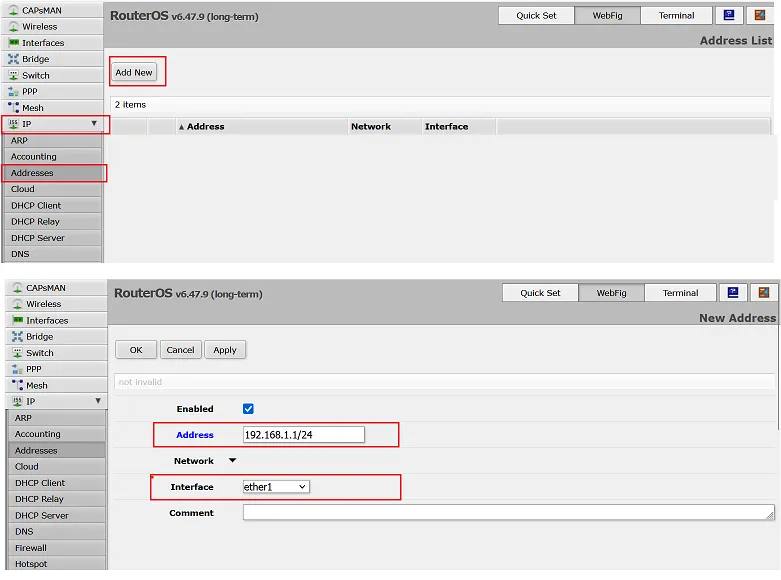 CAPsMAN
Wireless
Interfaces
Bridge
Switch
PPP
Mesh
IP
ARP
Accounting
Addresses
Cloud
DHCP Client
DHCP Relay
DHCP Server
DNS
RouterOS v6.47.9 (long-term)
Quick Set WebFig Terminal
Address List
Add New
2 items
Address Network Interface
CAPsMAN
Wireless
Interfaces
Bridge
Switch
PPP
Mesh
IP
ARP
Accounting
Addresses
Cloud
DHCP Client
DHCP Relay
DHCP Server
DNS
Firewall
Hotspot
RouterOS v6.47.9 (long-term)
Quick Set WebFig Terminal
New Address
OK Cancel Apply
not invalid
Enabled
Address 192.168.1.1/24
Network
Interface ether1
Comment